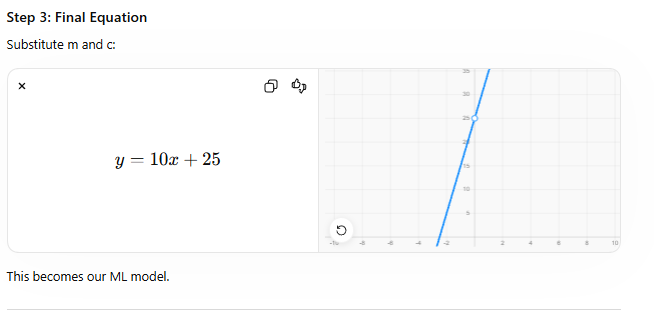 Step 3: Final Equation
Substitute m and c:
y = 10x + 25
35
30
25
20
15
10
5
-10 -8 -6 -4 -2 2 4 6 8 10
This becomes our ML model.